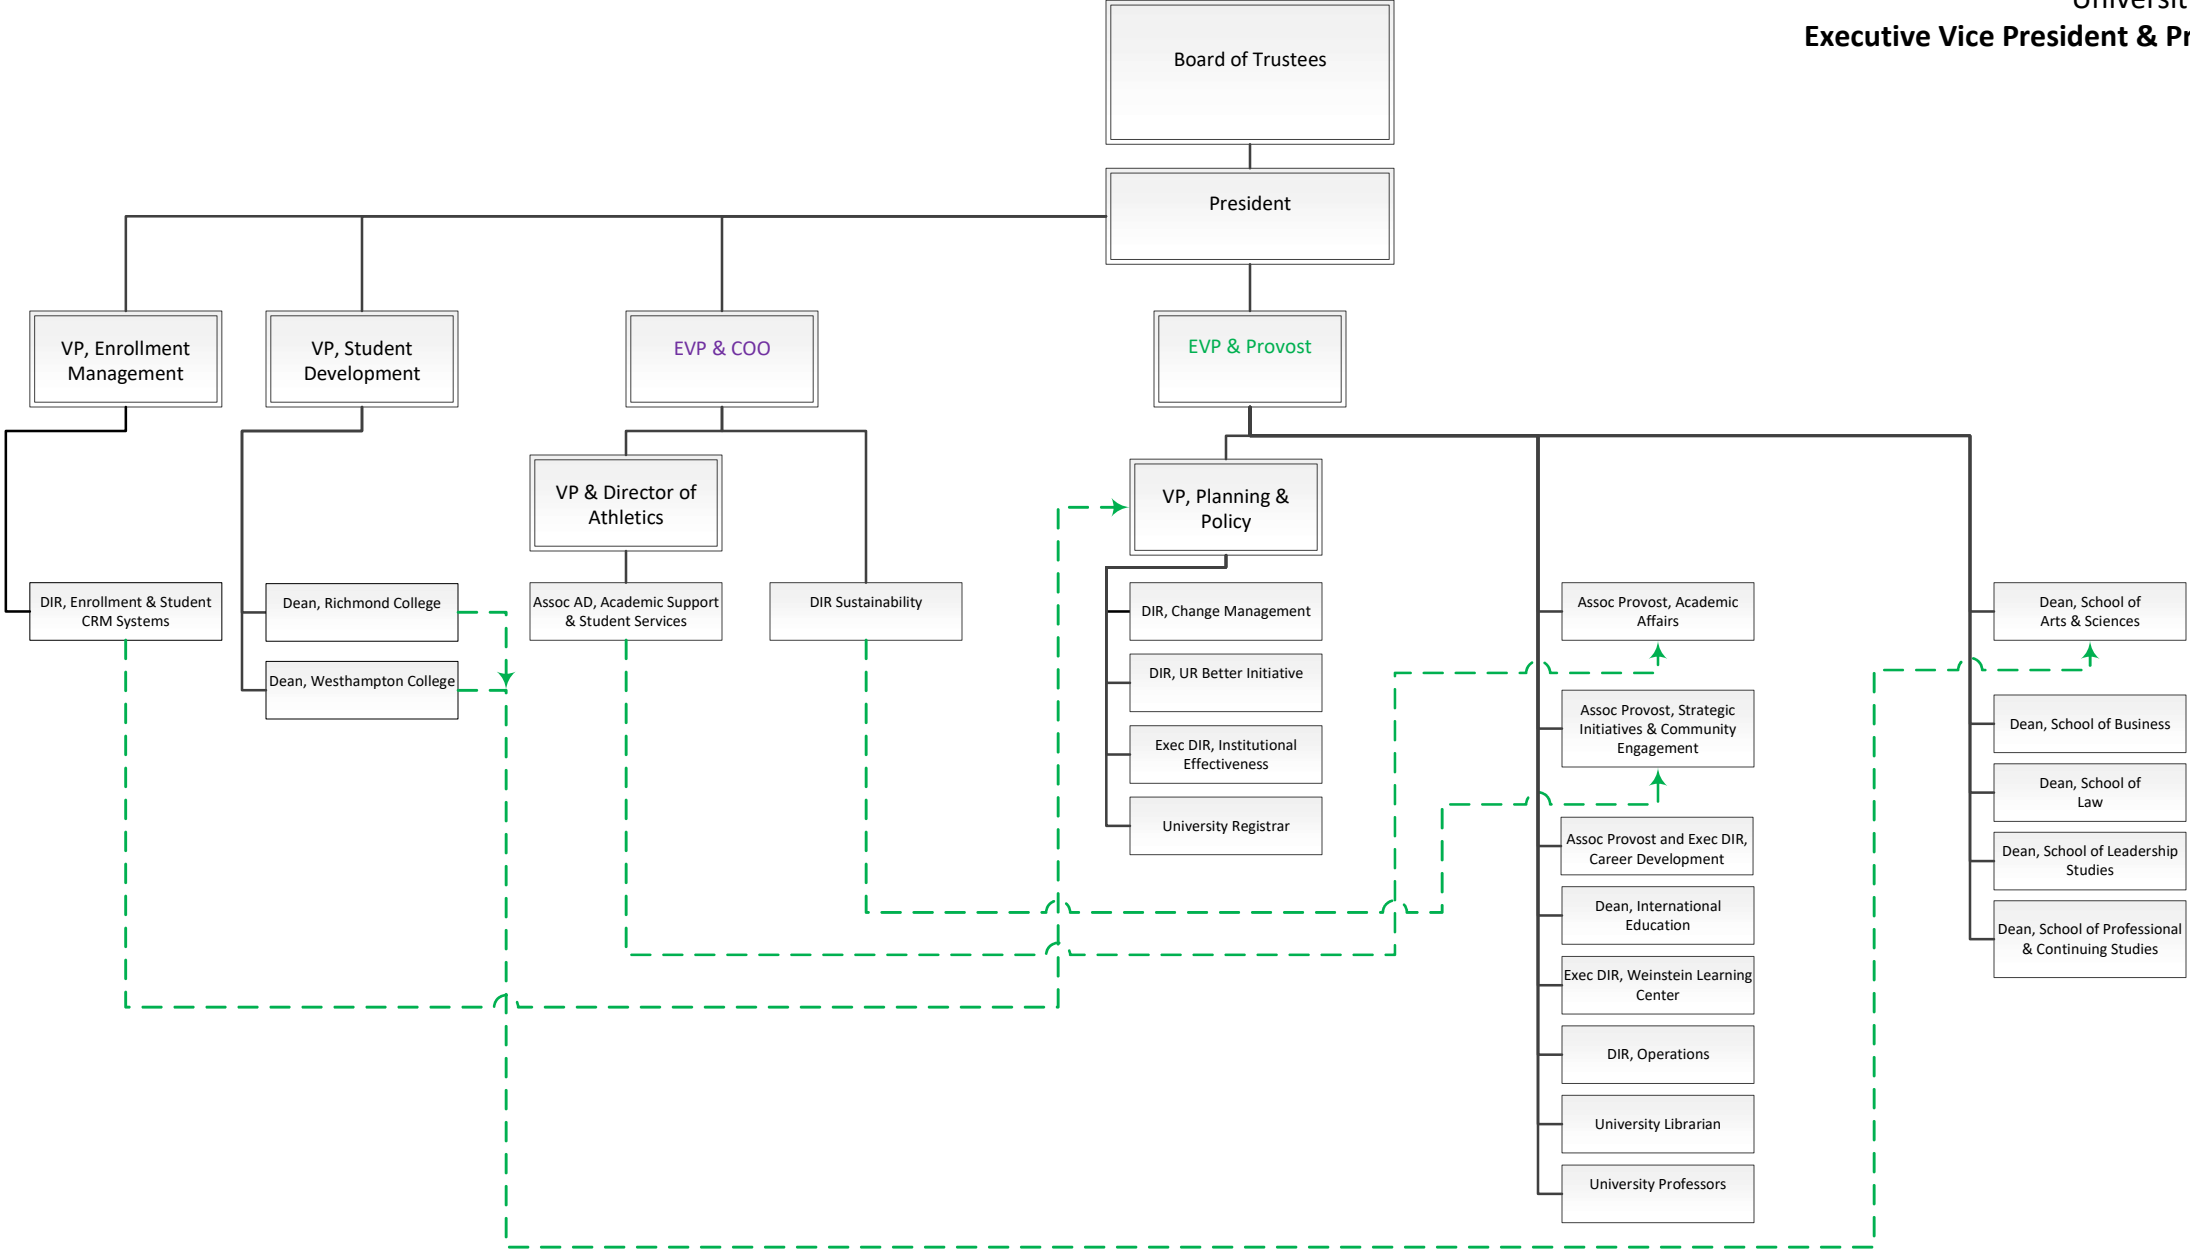 Executive Vice President &
Board of Trustees
President
VP, Enrollment
Management
VP, Student
Development
EVP & COO
EVP & Provost
VP & Director of
Athletics
VP, Planning &
Policy
DIR, Enrollment & Student
CRM Systems
Dean, Richmond College
Dean, Westhampton College
Assoc AD, Academic Support
& Student Services
DIR Sustainability
DIR, Change Management
DIR, UR Better Initiative
Exec DIR, Institutional
Effectiveness
University Registrar
Assoc Provost, Academic
Affairs
Assoc Provost, Strategic
Initiatives & Community
Engagement
Assoc Provost and Exec DIR,
Career Development
Dean, International
Education
Exec DIR, Weinstein Learning
Center
DIR, Operations
University Librarian
University Professors
Dean, School of
Arts & Sciences
Dean, School of Business
Dean, School of
Law
Dean, School of Leadership
Studies
Dean, School of Professional
& Continuing Studies